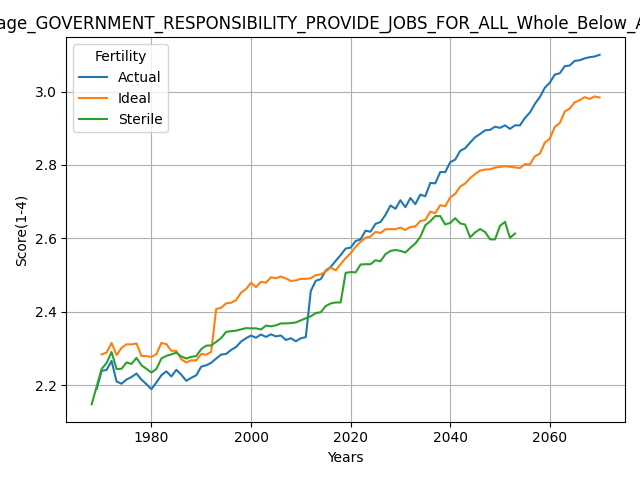 age_GOVERNMENT_RESPONSIBILITY_PROVIDE_JOBS_FOR_ALL_Whole_Below_A
Fertility
Actual
Ideal
Sterile
Score(1-4)
3.0
2.8
2.6
2.4
2.2
1980 2000 2020 2040 2060
Years